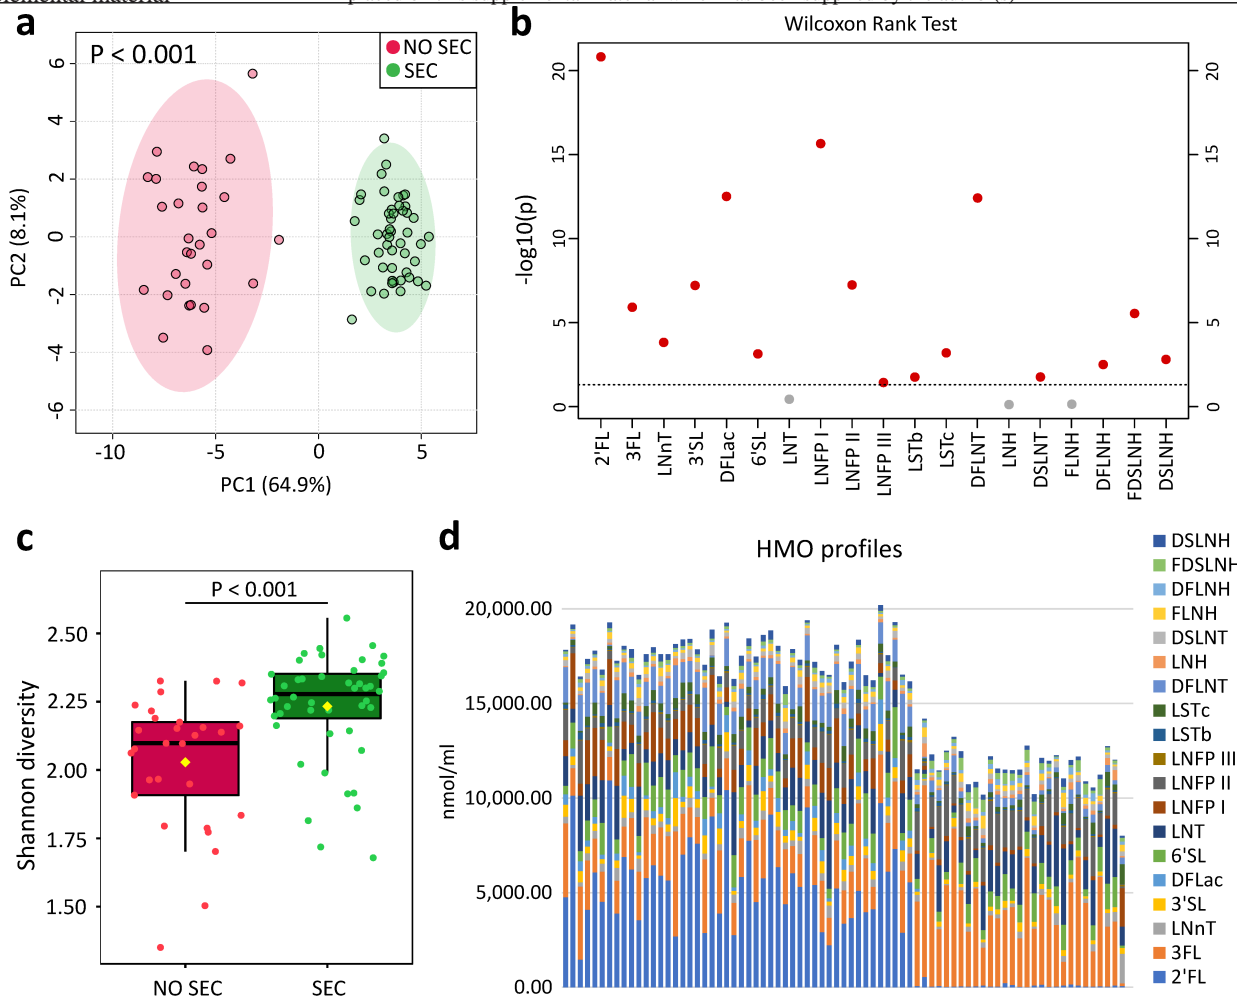 a
P < 0.001
NO SEC
SEC
6
4
2
0
-2
-4
-6
PC2 (8.1%)
-10
-5
0
5
PC1 (64.9%)
b
Wilcoxon Rank Test
20
15
10
5
0
-log10(p)
20
15
10
5
0
2'FL
3FL
LNnT
3'SL
DFLac
6'SL
LNT
LNFP I
LNFP II
LNFP III
LSTb
LSTc
DFLNT
LNH
DSLNT
FLNH
DFLNH
FDSLNH
DSLNH
c
P < 0.001
2.50
2.25
2.00
1.75
1.50
Shannon diversity
NO SEC
SEC
d
HMO profiles
20,000.00
15,000.00
10,000.00
5,000.00
0.00
nmol/ml
DSLNH
FDSLNH
DFLNH
FLNH
DSLNT
LNH
DFLNT
LSTc
LSTb
LNFP III
LNFP II
LNFP I
LNT
6'SL
DFLac
3'SL
LNnT
3FL
2'FL